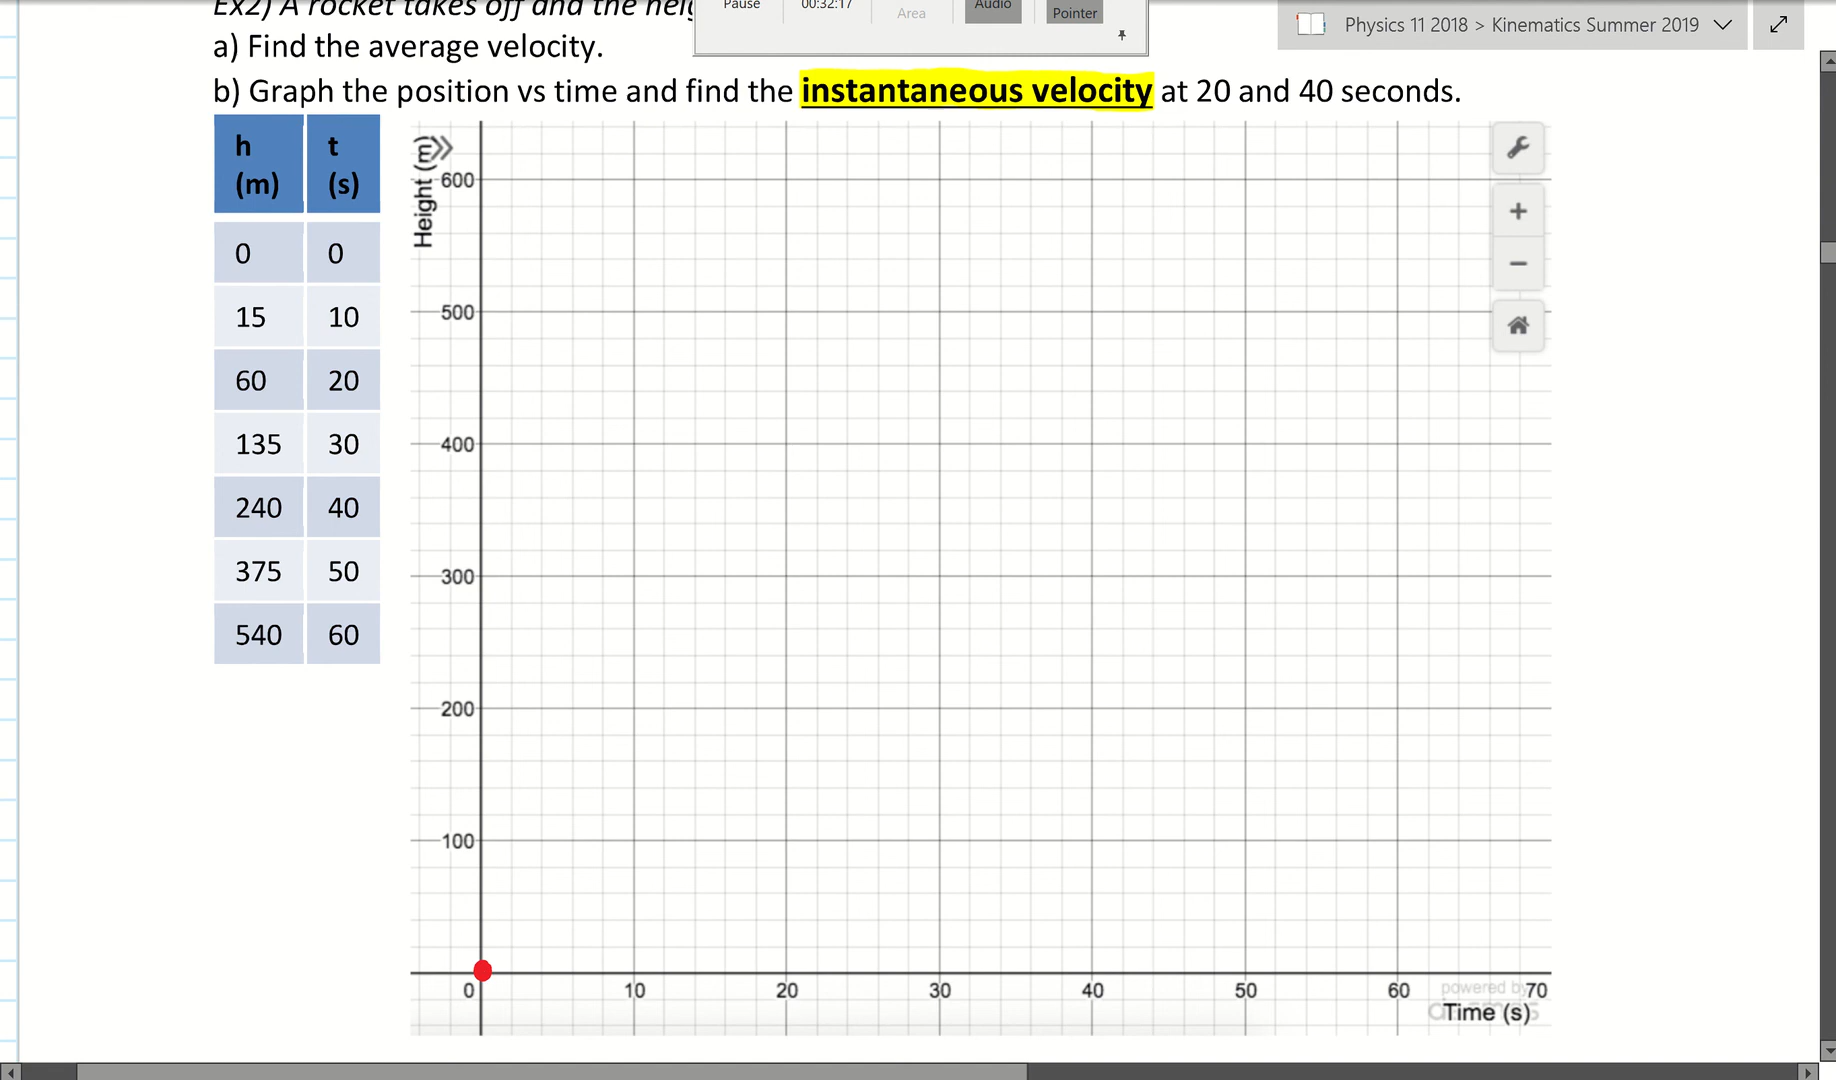 Ex2) A rocket takes off and the
Pause
00:32:17
Area
Audio
Pointer
Physics 11 2018 > Kinematics Summer 2019
a) Find the average velocity.
b) Graph the position vs time and find the instantaneous velocity at 20 and 40 seconds.
h (m) t (s)
0 0
15 10
60 20
135 30
240 40
375 50
540 60
Height (m)
600
500
400
300
200
100
0 10 20 30 40 50 60 70
powered by
Time (s)